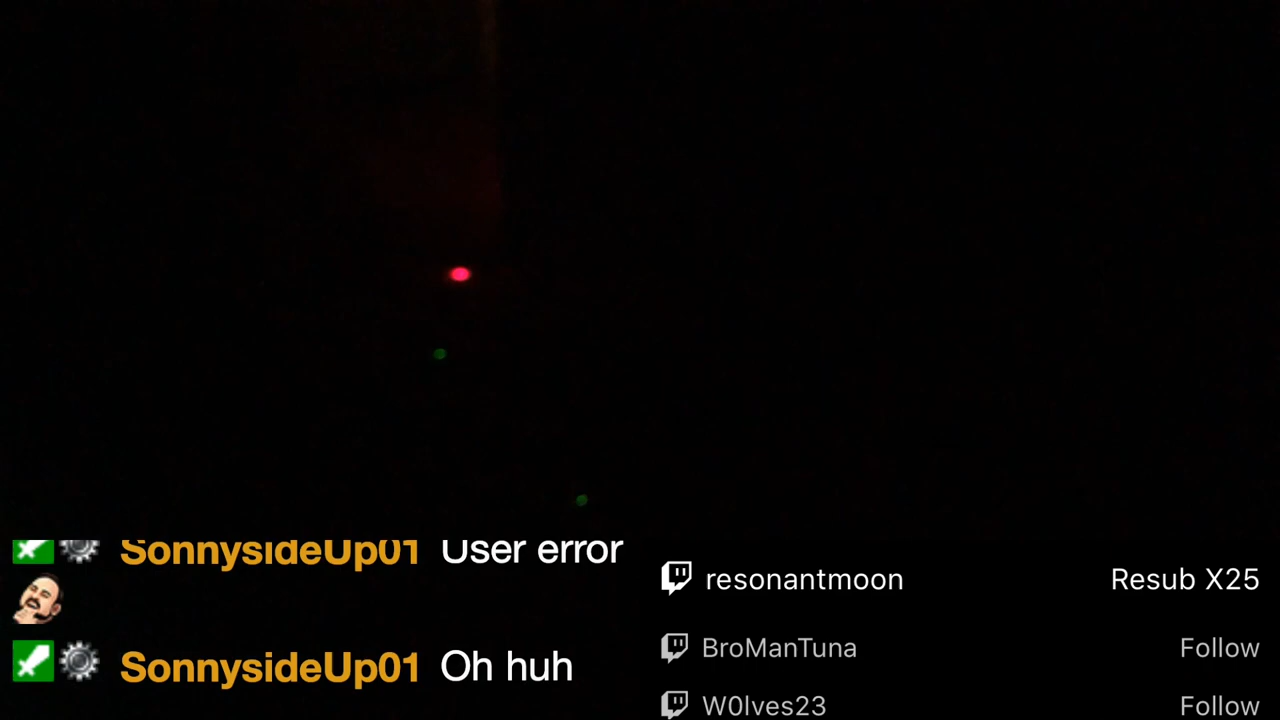 SonnysideUp01 User error
SonnysideUp01 Oh huh
resonantmoon Resub X25
BroManTuna Follow
W0lves23 Follow